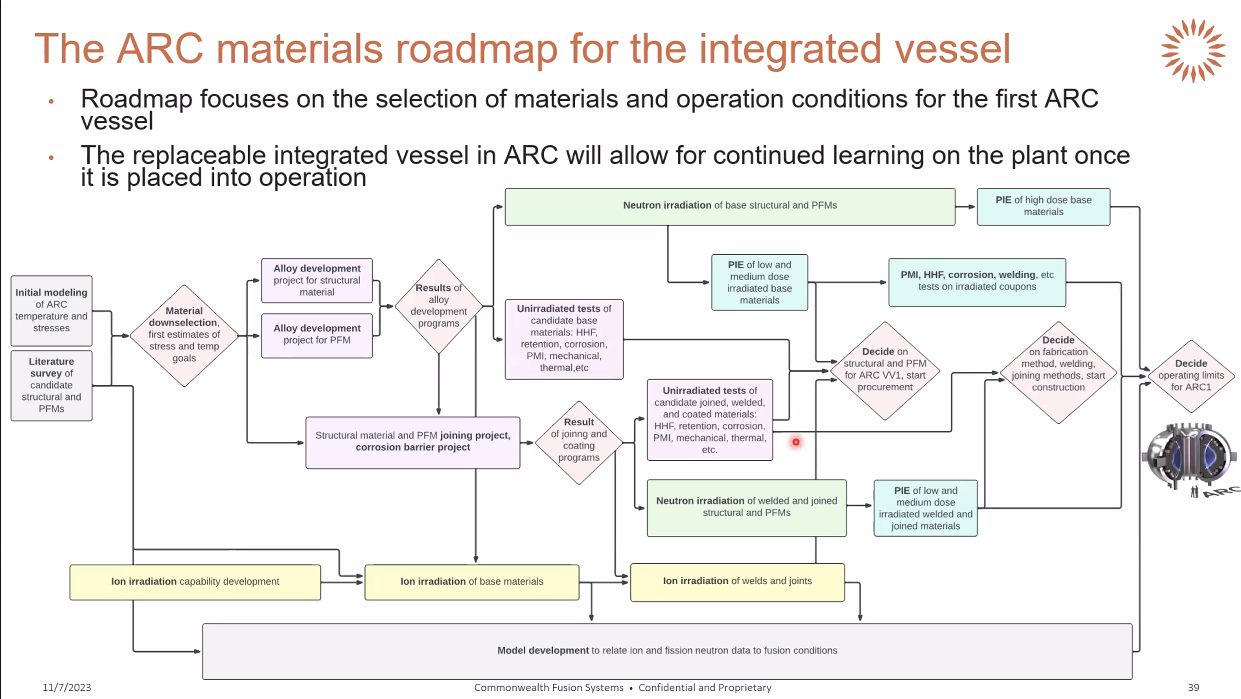 The ARC materials roadmap for the integrated vessel
• Roadmap focuses on the selection of materials and operation conditions for the first ARC
vessel
• The replaceable integrated vessel in ARC will allow for continued learning on the plant once
it is placed into operation
Neutron irradiation of base structural and PFMs
PIE of high dose base
materials
Initial modeling
of ARC
temperature and
stresses
Literature
survey of
candidate
structural and
PFMs
Material
downselection,
first estimates of
stress and temp
goals
Alloy development
project for structural
material
Alloy development
project for PFM
Results of
alloy
development
programs
Unirradiated tests of
candidate base
materials: HHF,
retention, corrosion,
PMI, mechanical,
thermal,etc
PIE of low and
medium dose
irradiated base
materials
PMI, HHF, corrosion, welding, etc
tests on irradiated coupons
Decide on
structural and PFM
for ARC VV1, start
procurement
Decide
on fabrication
method, welding,
joining methods, start
construction
Decide
operating limits
for ARC1
Structural material and PFM joining project,
corrosion barrier project
Result
of joinng and
coating
programs
Unirradiated tests of
candidate joined, welded,
and coated materials:
HHF, retention, corrosion,
PMI, mechanical, thermal,
etc.
Neutron irradiation of welded and joined
structural and PFMs
PIE of low and
medium dose
irradiated welded and
joined materials
ARC
Ion irradiation capability development
Ion irradiation of base materials
Ion irradiation of welds and joints
Model development to relate ion and fission neutron data to fusion conditions
11/7/2023
Commonwealth Fusion Systems • Confidential and Proprietary
39